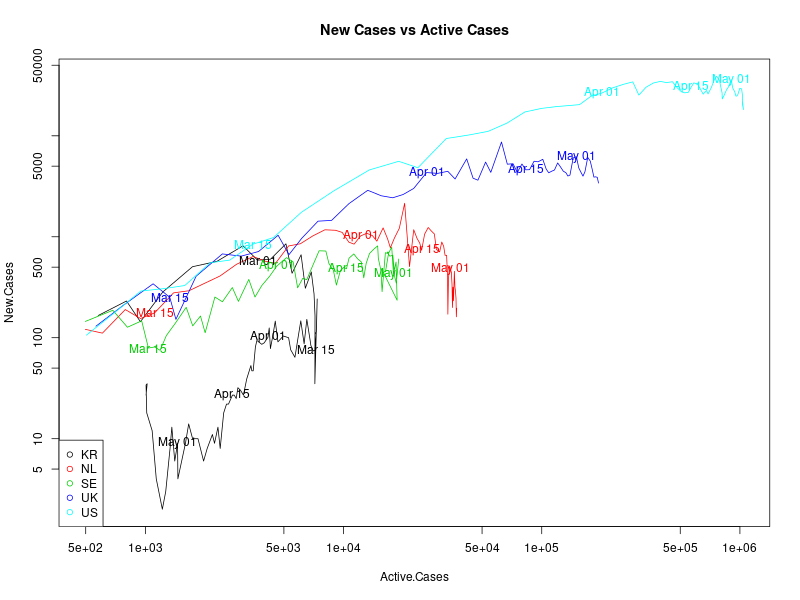 New Cases vs Active Cases
50000
5000
500
100
50
10
5
New.Cases
May 01
Apr 01
Apr 15
May 01
Apr 15
Apr 01
Mar 15
Apr 01
Apr 15
Mar 15
Apr 01
Apr 15
May 01
May 01
Mar 15
Mar 15
Apr 01
Mar 15
Mar 15
Apr 15
May 01
KR
NL
SE
UK
US
5e+02
1e+03
5e+03
1e+04
5e+04
1e+05
5e+05
1e+06
Active.Cases